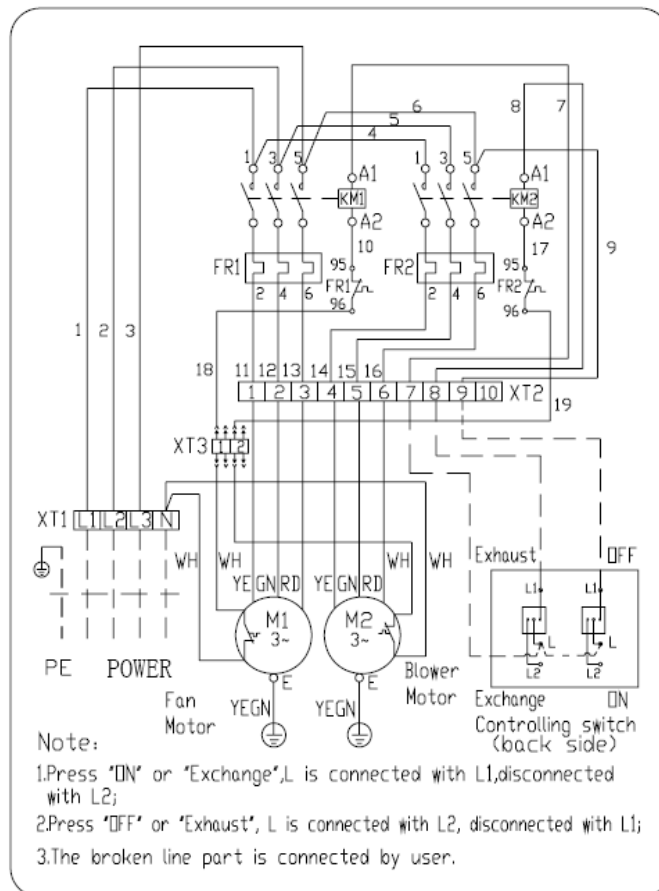 6 8 7
5
4
1 3 5 1 3 5
A1 A1
KM1 KM2
A2 A2
10 17 9
FR1 95 FR2 95
FR1 FR2
2 4 6 96 2 4 6 96
1 2 3
18 11 12 13 14 15 16
1 2 3 4 5 6 7 8 9 10 XT2
19
XT3 1 2
XT1 L1 L2 L3 N
WH WH WH WH
Exhaust OFF
YE GN RD YE GN RD
L1 L1
M1 M2
3~ 3~
L
L2 L2
PE POWER
E E
Fan Motor
Blower Motor
YEGN YEGN
Exchange ON
Controlling switch
(back side)
Note:
1.Press "ON" or "Exchange",L is connected with L1,disconnected
with L2;
2.Press "OFF" or "Exhaust", L is connected with L2, disconnected with L1;
3.The broken line part is connected by user.